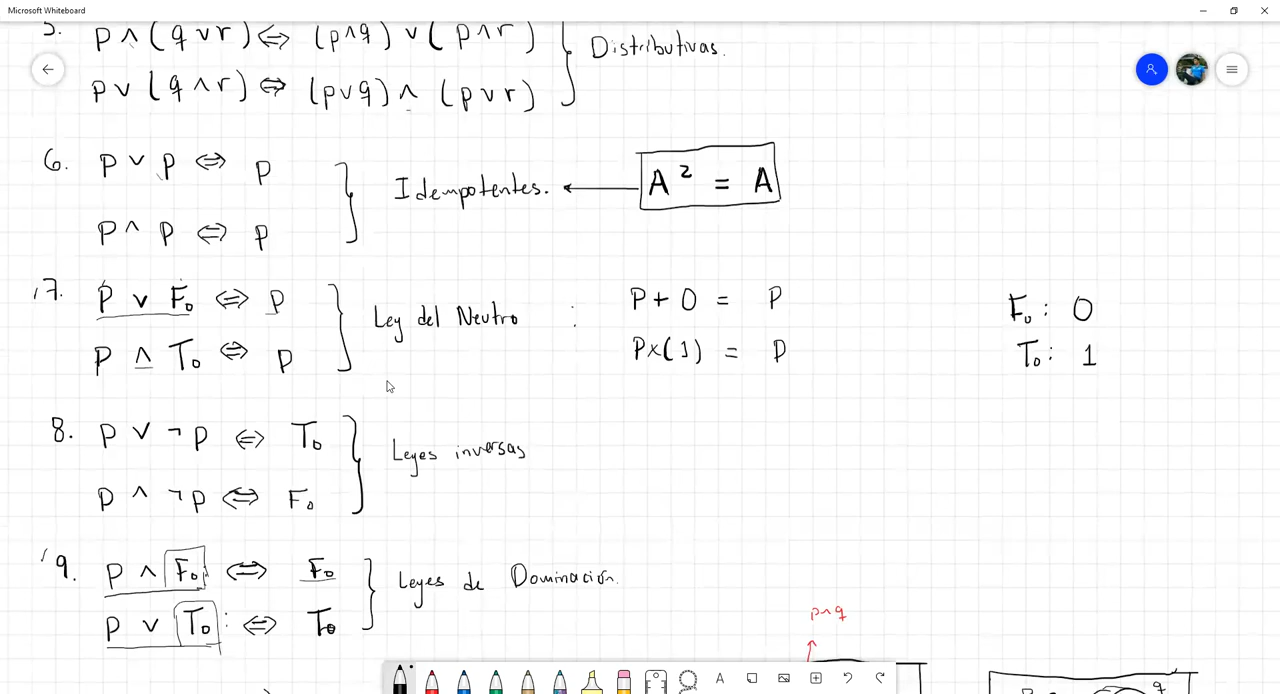 Microsoft Whiteboard
5. p ∧ (q ∨ r) ⇔ (p ∧ q) ∨ (p ∧ r)
Distributivas.
p ∨ (q ∧ r) ⇔ (p ∨ q) ∧ (p ∨ r)
6. p ∨ p ⇔ p
Idempotentes. ← A² = A
p ∧ p ⇔ p
7. p ∨ F₀ ⇔ p
Ley del Neutro :
p ∧ T₀ ⇔ p
p + 0 = p
p×(1) = p
F₀ : 0
T₀ : 1
8. p ∨ ¬p ⇔ T₀
Leyes inversas
p ∧ ¬p ⇔ F₀
9. p ∧ F₀ ⇔ F₀
Leyes de Dominación.
p ∨ T₀ : ⇔ T₀
p∧q
q
A